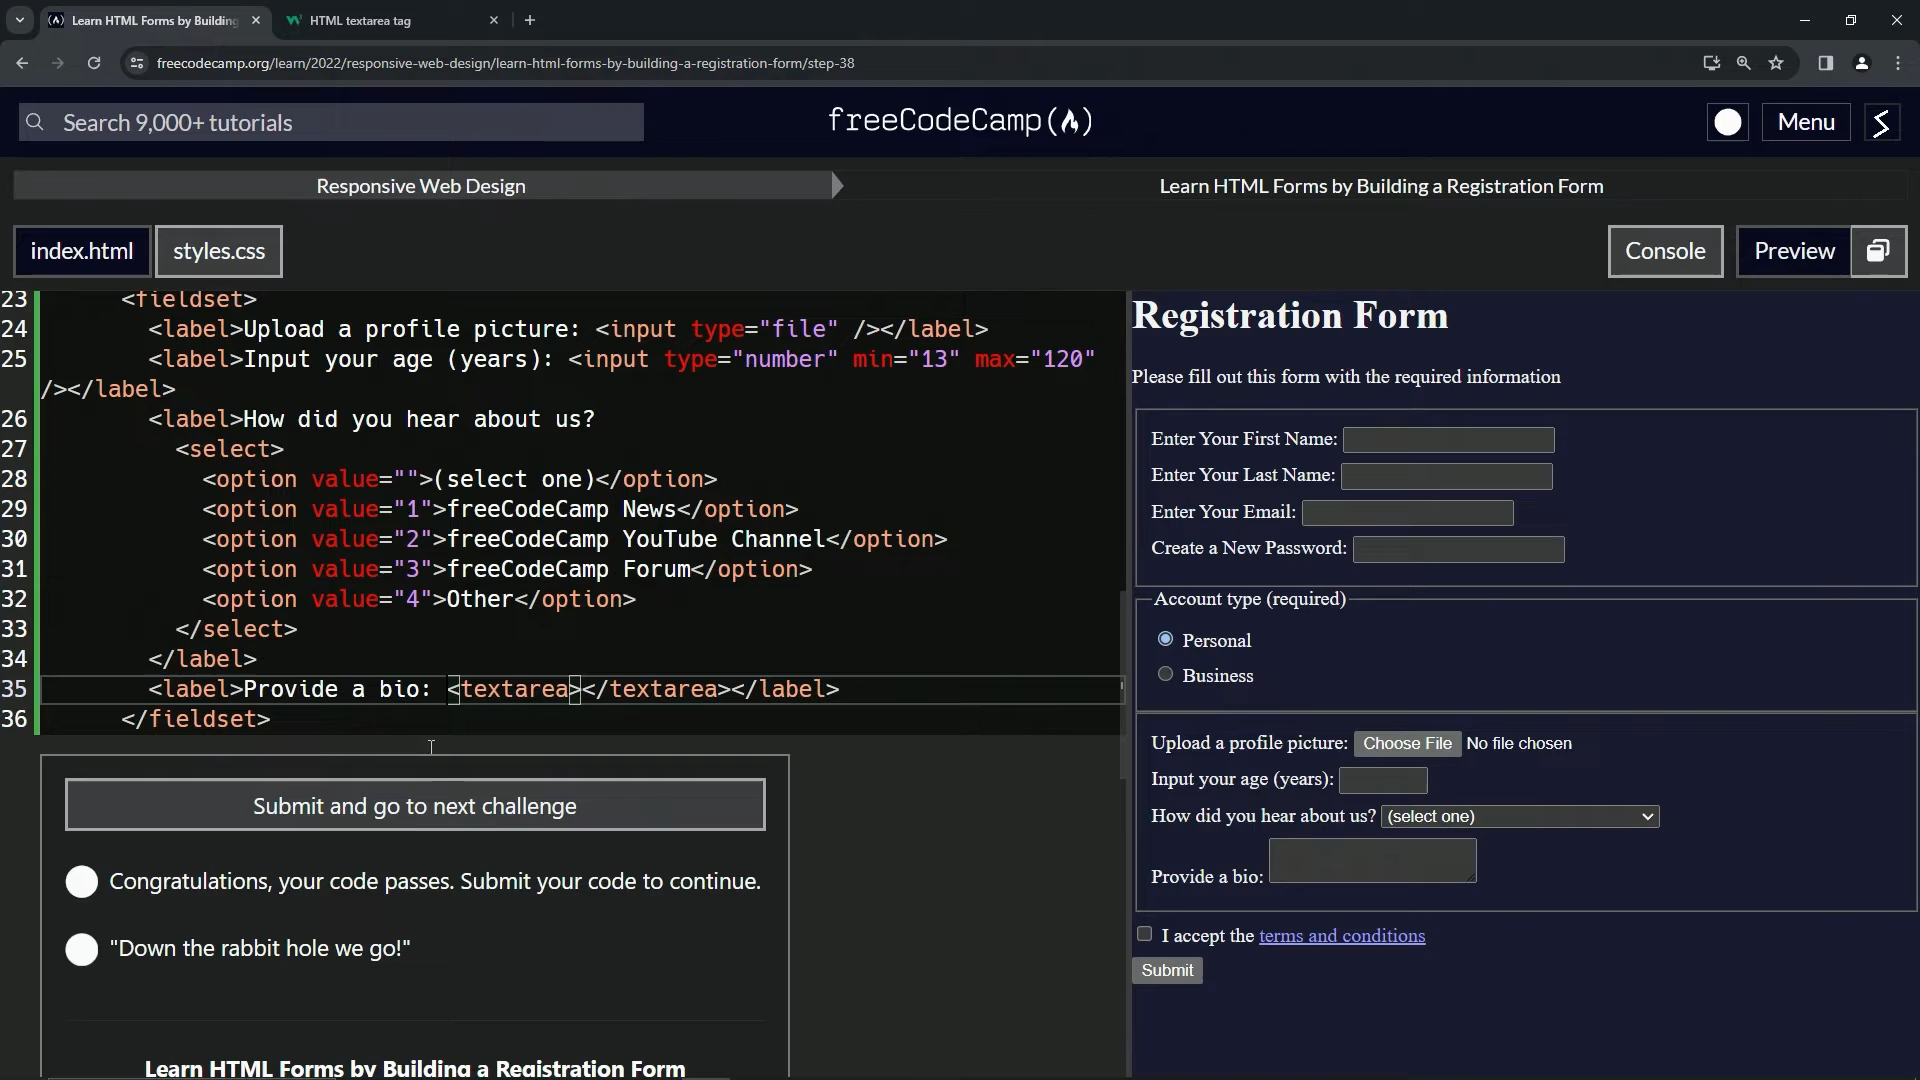 Learn HTML Forms by Building
HTML textarea tag
freecodecamp.org/learn/2022/responsive-web-design/learn-html-forms-by-building-a-registration-form/step-38
Search 9,000+ tutorials
freeCodeCamp
Menu
Responsive Web Design
Learn HTML Forms by Building a Registration Form
index.html
styles.css
Console
Preview
23 <fieldset>
24 <label>Upload a profile picture: <input type="file" /></label>
25 <label>Input your age (years): <input type="number" min="13" max="120"
/></label>
26 <label>How did you hear about us?
27 <select>
28 <option value="">(select one)</option>
29 <option value="1">freeCodeCamp News</option>
30 <option value="2">freeCodeCamp YouTube Channel</option>
31 <option value="3">freeCodeCamp Forum</option>
32 <option value="4">Other</option>
33 </select>
34 </label>
35 <label>Provide a bio: <textarea></textarea></label>
36 </fieldset>
Submit and go to next challenge
Congratulations, your code passes. Submit your code to continue.
"Down the rabbit hole we go!"
Learn HTML Forms by Building a Registration Form
Registration Form
Please fill out this form with the required information
Enter Your First Name:
Enter Your Last Name:
Enter Your Email:
Create a New Password:
Account type (required)
Personal
Business
Upload a profile picture: Choose File No file chosen
Input your age (years):
How did you hear about us? (select one)
Provide a bio:
I accept the terms and conditions
Submit